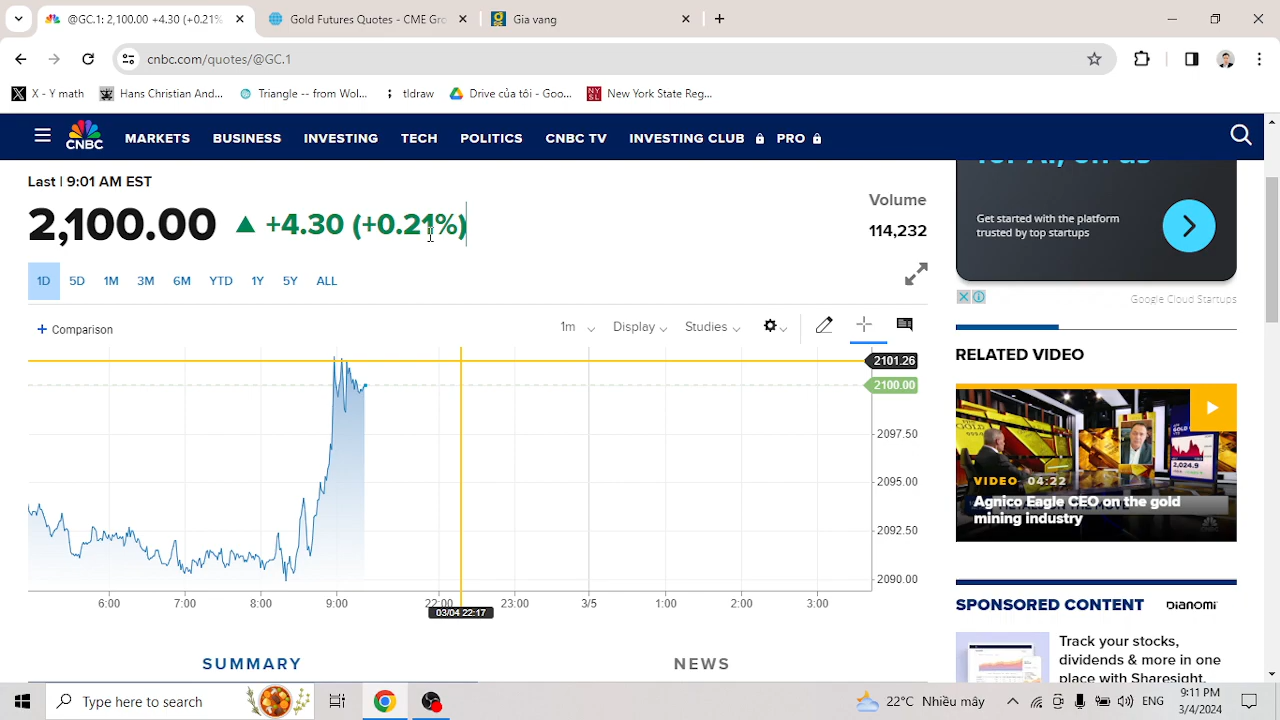 @GC.1: 2,100.00 +4.30 (+0.21%
Gold Futures Quotes - CME Gro
Gia vang
cnbc.com/quotes/@GC.1
X - Y math
Hans Christian And...
Triangle -- from Wol...
tldraw
Drive của tôi - Goo...
New York State Reg...
CNBC
MARKETS BUSINESS INVESTING TECH POLITICS CNBC TV INVESTING CLUB PRO
Last | 9:01 AM EST
2,100.00 ▲ +4.30 (+0.21%)
Volume
114,232
1D 5D 1M 3M 6M YTD 1Y 5Y ALL
+ Comparison
1m Display Studies
2101.26
2100.00
2097.50
2095.00
2092.50
2090.00
6:00 7:00 8:00 9:00 22:00 23:00 3/5 1:00 2:00 3:00
03/04 22:17
SUMMARY
NEWS
Get started with the platform
trusted by top startups
Google Cloud Startups
RELATED VIDEO
2,024.9
VIDEO 04:22
Agnico Eagle CEO on the gold
mining industry
SPONSORED CONTENT
DIANOMI
Track your stocks,
dividends & more in one
place with Sharesight.
Type here to search
22°C Nhiều mây
ENG
9:11 PM
3/4/2024